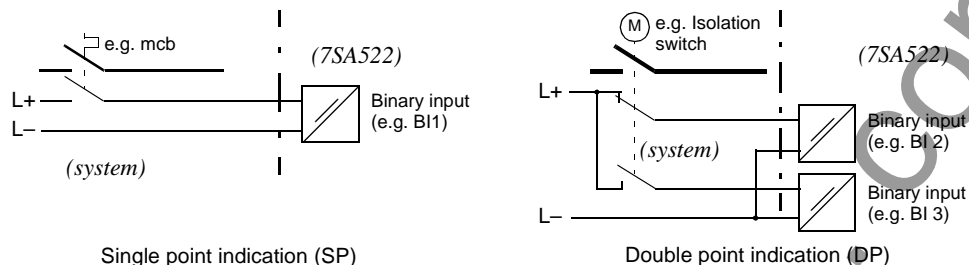 e.g. mcb
(7SA522)
L+
L–
Binary input
(e.g. BI1)
(system)
Single point indication (SP)
M
e.g. Isolation
switch
(7SA522)
L+
Binary input
(e.g. BI 2)
(system)
Binary input
(e.g. BI 3)
L–
Double point indication (DP)